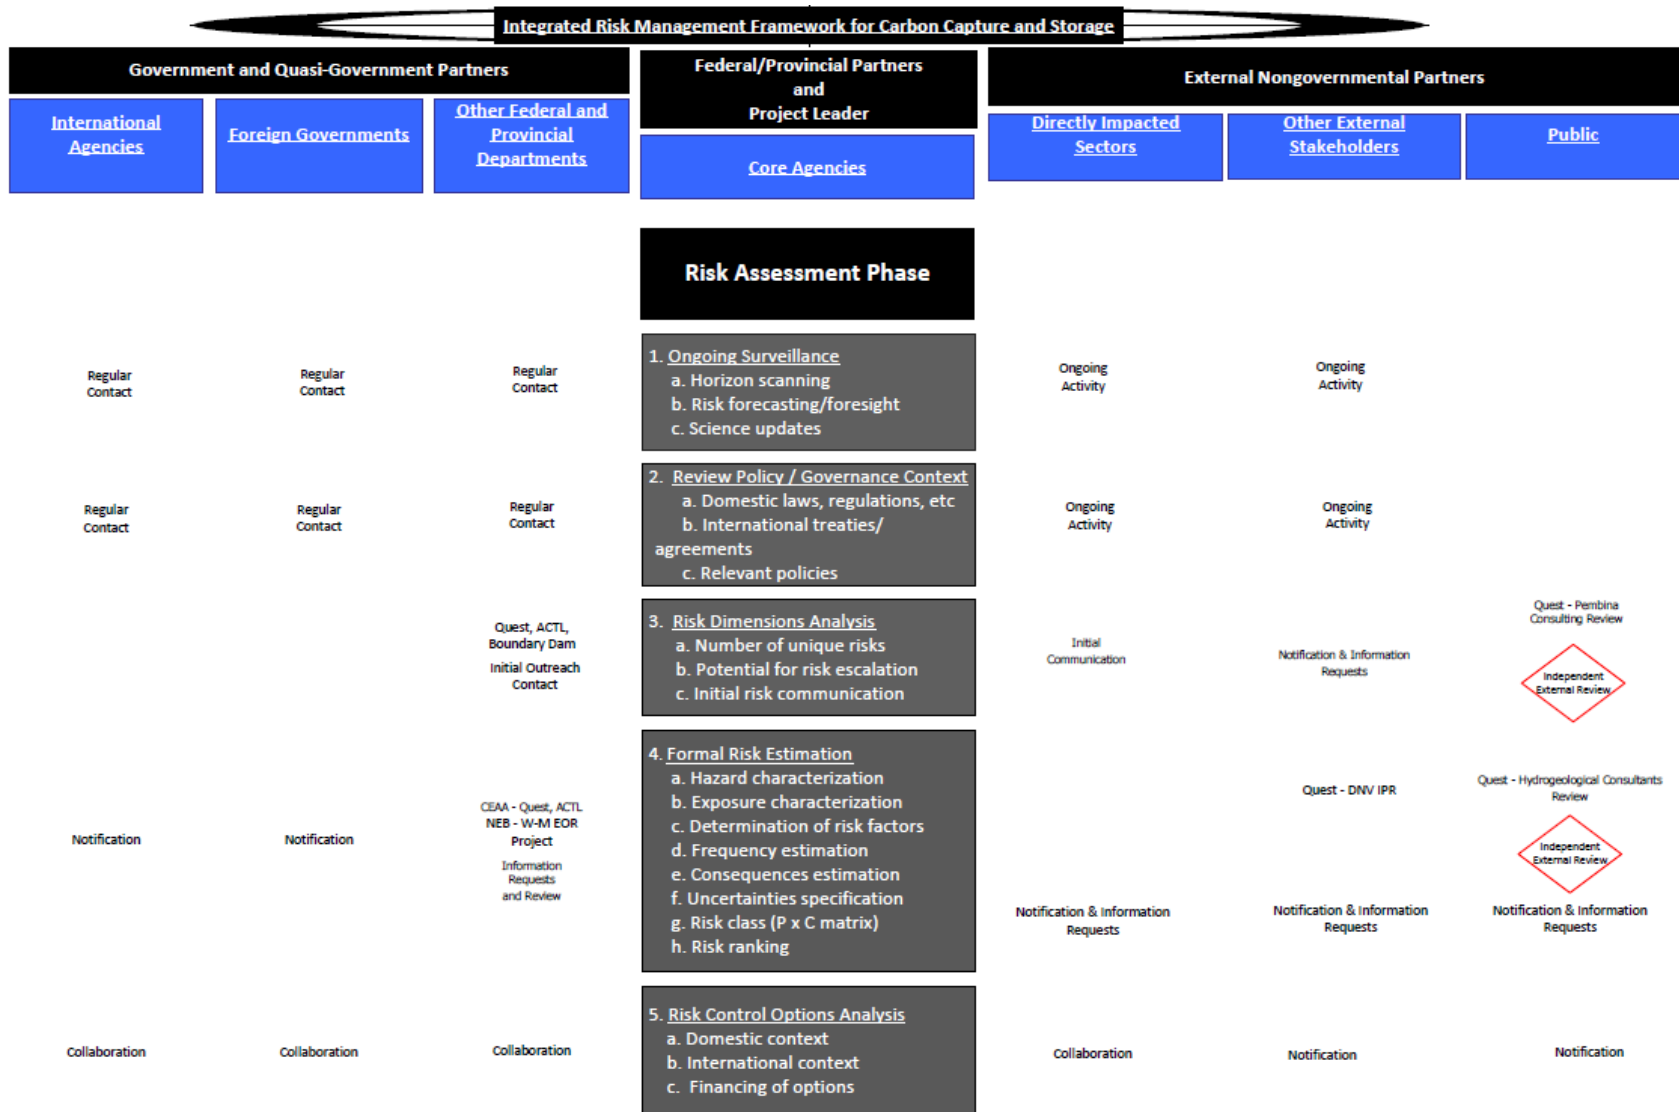 Integrated Risk Management Framework for Carbon Capture and Storage
Government and Quasi-Government Partners
Federal/Provincial Partners
and
Project Leader
External Nongovernmental Partners
International
Agencies
Foreign Governments
Other Federal and
Provincial
Departments
Core Agencies
Directly Impacted
Sectors
Other External
Stakeholders
Public
Risk Assessment Phase
Regular
Contact
Regular
Contact
Regular
Contact
1. Ongoing Surveillance
a. Horizon scanning
b. Risk forecasting/foresight
c. Science updates
Ongoing
Activity
Ongoing
Activity
Regular
Contact
Regular
Contact
Regular
Contact
2. Review Policy / Governance Context
a. Domestic laws, regulations, etc
b. International treaties/
agreements
c. Relevant policies
Ongoing
Activity
Ongoing
Activity
Quest, ACTL,
Boundary Dam
Initial Outreach
Contact
3. Risk Dimensions Analysis
a. Number of unique risks
b. Potential for risk escalation
c. Initial risk communication
Initial
Communication
Notification & Information
Requests
Quest - Pembina
Consulting Review
Independent
External Review
Notification
Notification
CEAA - Quest, ACTL
NEB - W-M EOR
Project
Information
Requests
and Review
4. Formal Risk Estimation
a. Hazard characterization
b. Exposure characterization
c. Determination of risk factors
d. Frequency estimation
e. Consequences estimation
f. Uncertainties specification
g. Risk class (P x C matrix)
h. Risk ranking
Notification & Information
Requests
Quest - DNV IPR
Notification & Information
Requests
Quest - Hydrogeological Consultants
Review
Independent
External Review
Notification & Information
Requests
Collaboration
Collaboration
Collaboration
5. Risk Control Options Analysis
a. Domestic context
b. International context
c. Financing of options
Collaboration
Notification
Notification